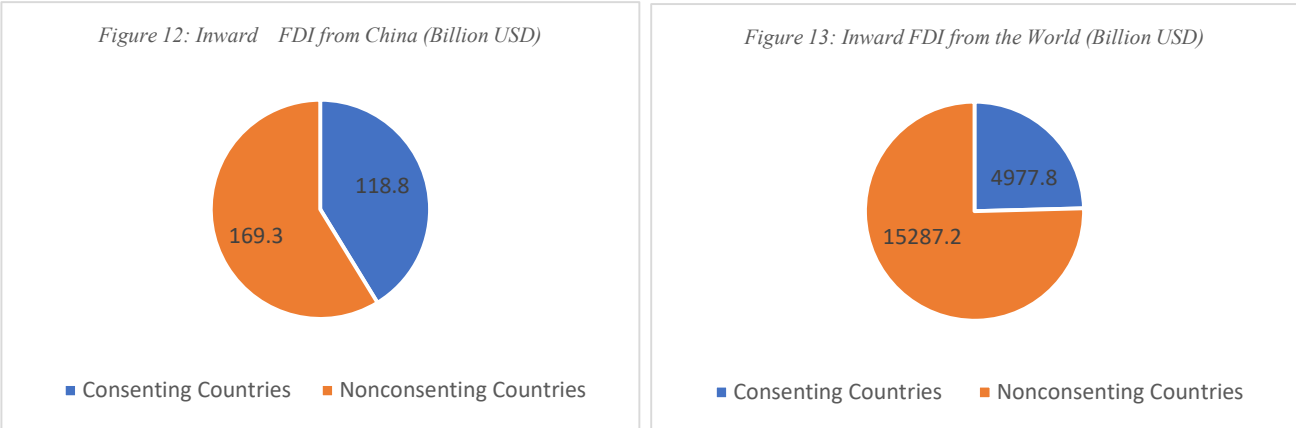 Figure 12: Inward FDI from China (Billion USD)
118.8
169.3
Consenting Countries Nonconsenting Countries
Figure 13: Inward FDI from the World (Billion USD)
4977.8
15287.2
Consenting Countries Nonconsenting Countries